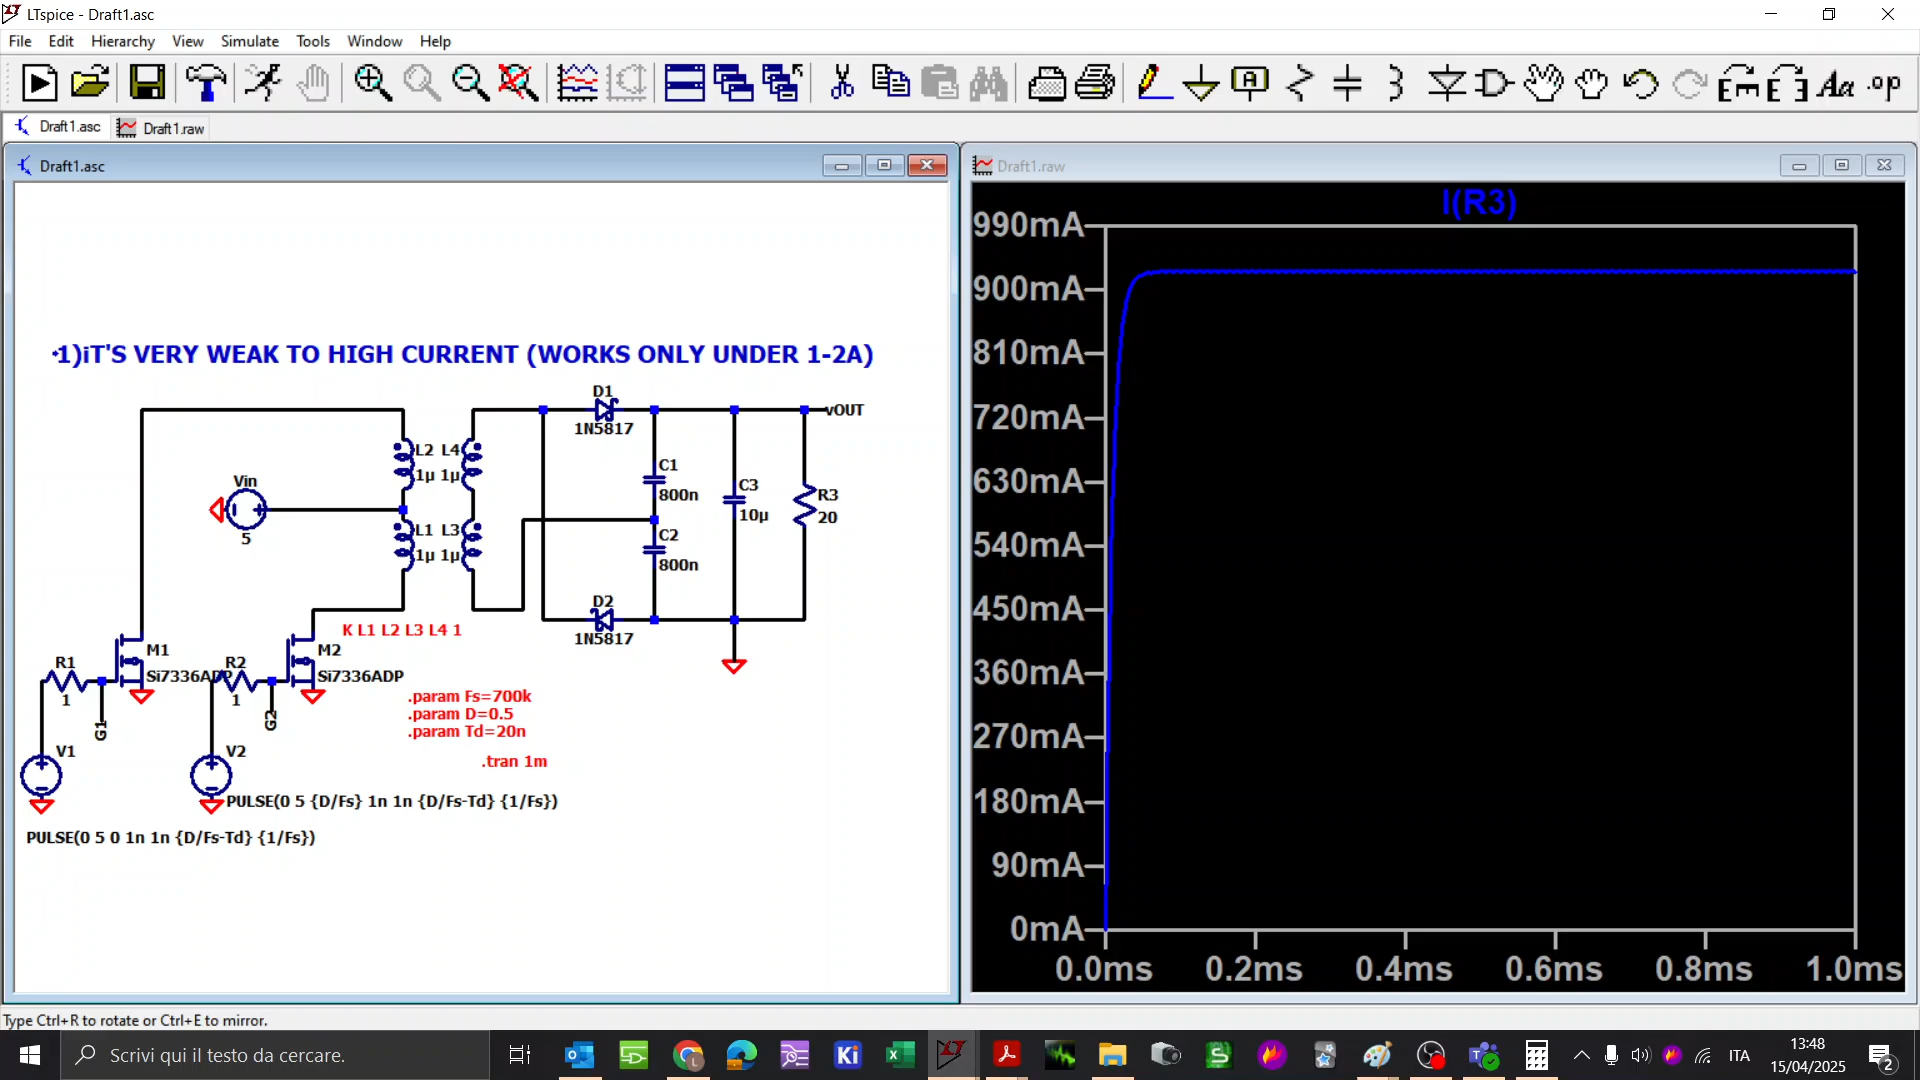 LTspice - Draft1.asc
File Edit Hierarchy View Simulate Tools Window Help
A
Aa
.op
Draft1.asc
Draft1.raw
Draft1.asc
1)iT'S VERY WEAK TO HIGH CURRENT (WORKS ONLY UNDER 1-2A)
D1
1N5817
vOUT
L2 L4
1µ 1µ
Vin
5
C1
800n
C3
10µ
R3
20
L1 L3
1µ 1µ
C2
800n
D2
1N5817
K L1 L2 L3 L4 1
M1
Si7336ADP
M2
Si7336ADP
R1
1
R2
1
G1
G2
.param Fs=700k
.param D=0.5
.param Td=20n
.tran 1m
V1
V2
PULSE(0 5 {D/Fs} 1n 1n {D/Fs-Td} {1/Fs})
PULSE(0 5 0 1n 1n {D/Fs-Td} {1/Fs})
Draft1.raw
I(R3)
990mA
900mA
810mA
720mA
630mA
540mA
450mA
360mA
270mA
180mA
90mA
0mA
0.0ms 0.2ms 0.4ms 0.6ms 0.8ms 1.0ms
Type Ctrl+R to rotate or Ctrl+E to mirror.
Scrivi qui il testo da cercare.
Ki
ITA
13:48
15/04/2025
2